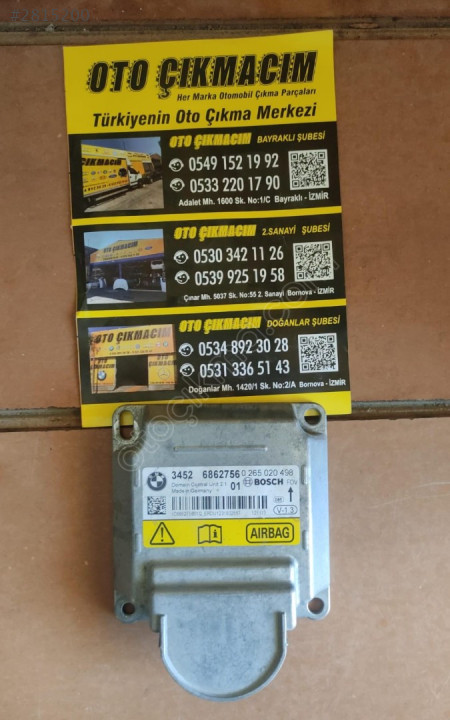 OTO ÇIKMACIM
Her Marka Otomobil Çıkma Parçaları
Türkiyenin Oto Çıkma Merkezi
OTO ÇIKMACIM BAYRAKLI ŞUBESİ
0549 152 19 92
0533 220 17 90
Adalet Mh. 1600 Sk. No:1/C Bayraklı - İZMİR
OTO ÇIKMACIM 2.SANAYİ ŞUBESİ
0530 342 11 26
0539 925 19 58
Çınar Mh. 5037 Sk. No:55 2. Sanayi Bornova - İZMİR
OTO ÇIKMACIM DOĞANLAR ŞUBESİ
0534 892 30 28
0531 336 51 43
Doğanlar Mh. 1420/1 Sk. No:2/A Bornova - İZMİR
3452 6862756 0 265 020 498
01 BOSCH FOV
Made in Germany
V:1.3
AIRBAG